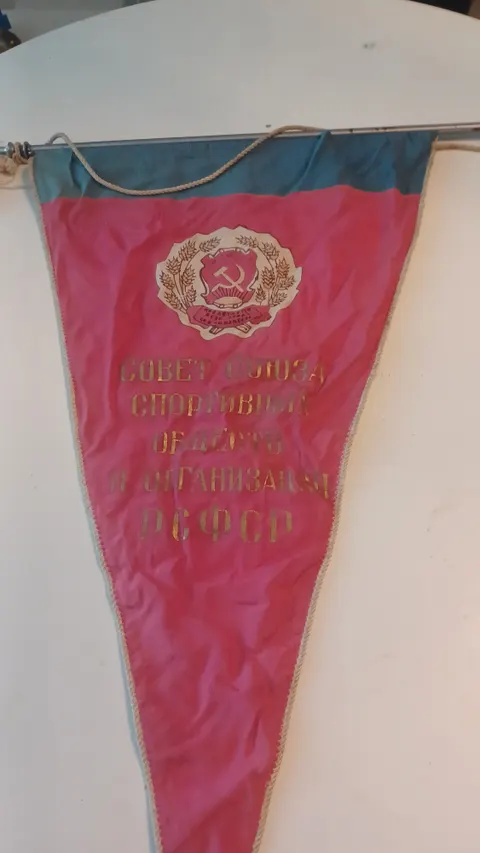 СОВЕТ СОЮЗА
СПОРТИВНЫХ
ОБЩЕСТВ
И ОРГАНИЗАЦИЙ
РСФСР